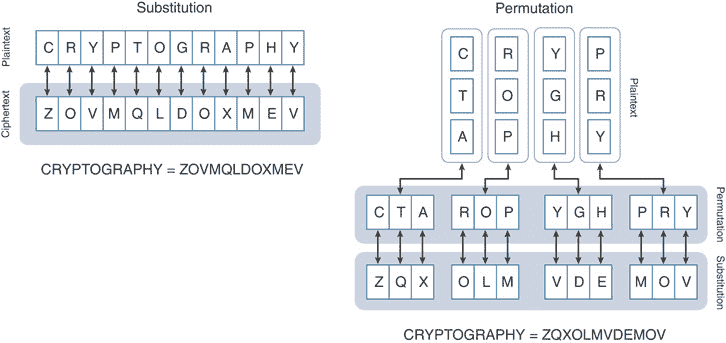 Substitution
Plaintext
C R Y P T O G R A P H Y
Ciphertext
Z O V M Q L D O X M E V
CRYPTOGRAPHY = ZOVMQLDOXMEV
Permutation
C R Y P
T O G R
A P H Y
Plaintext
C T A R O P Y G H P R Y
Permutation
Z Q X O L M V D E M O V
Substitution
CRYPTOGRAPHY = ZQXOLMVDEMOV